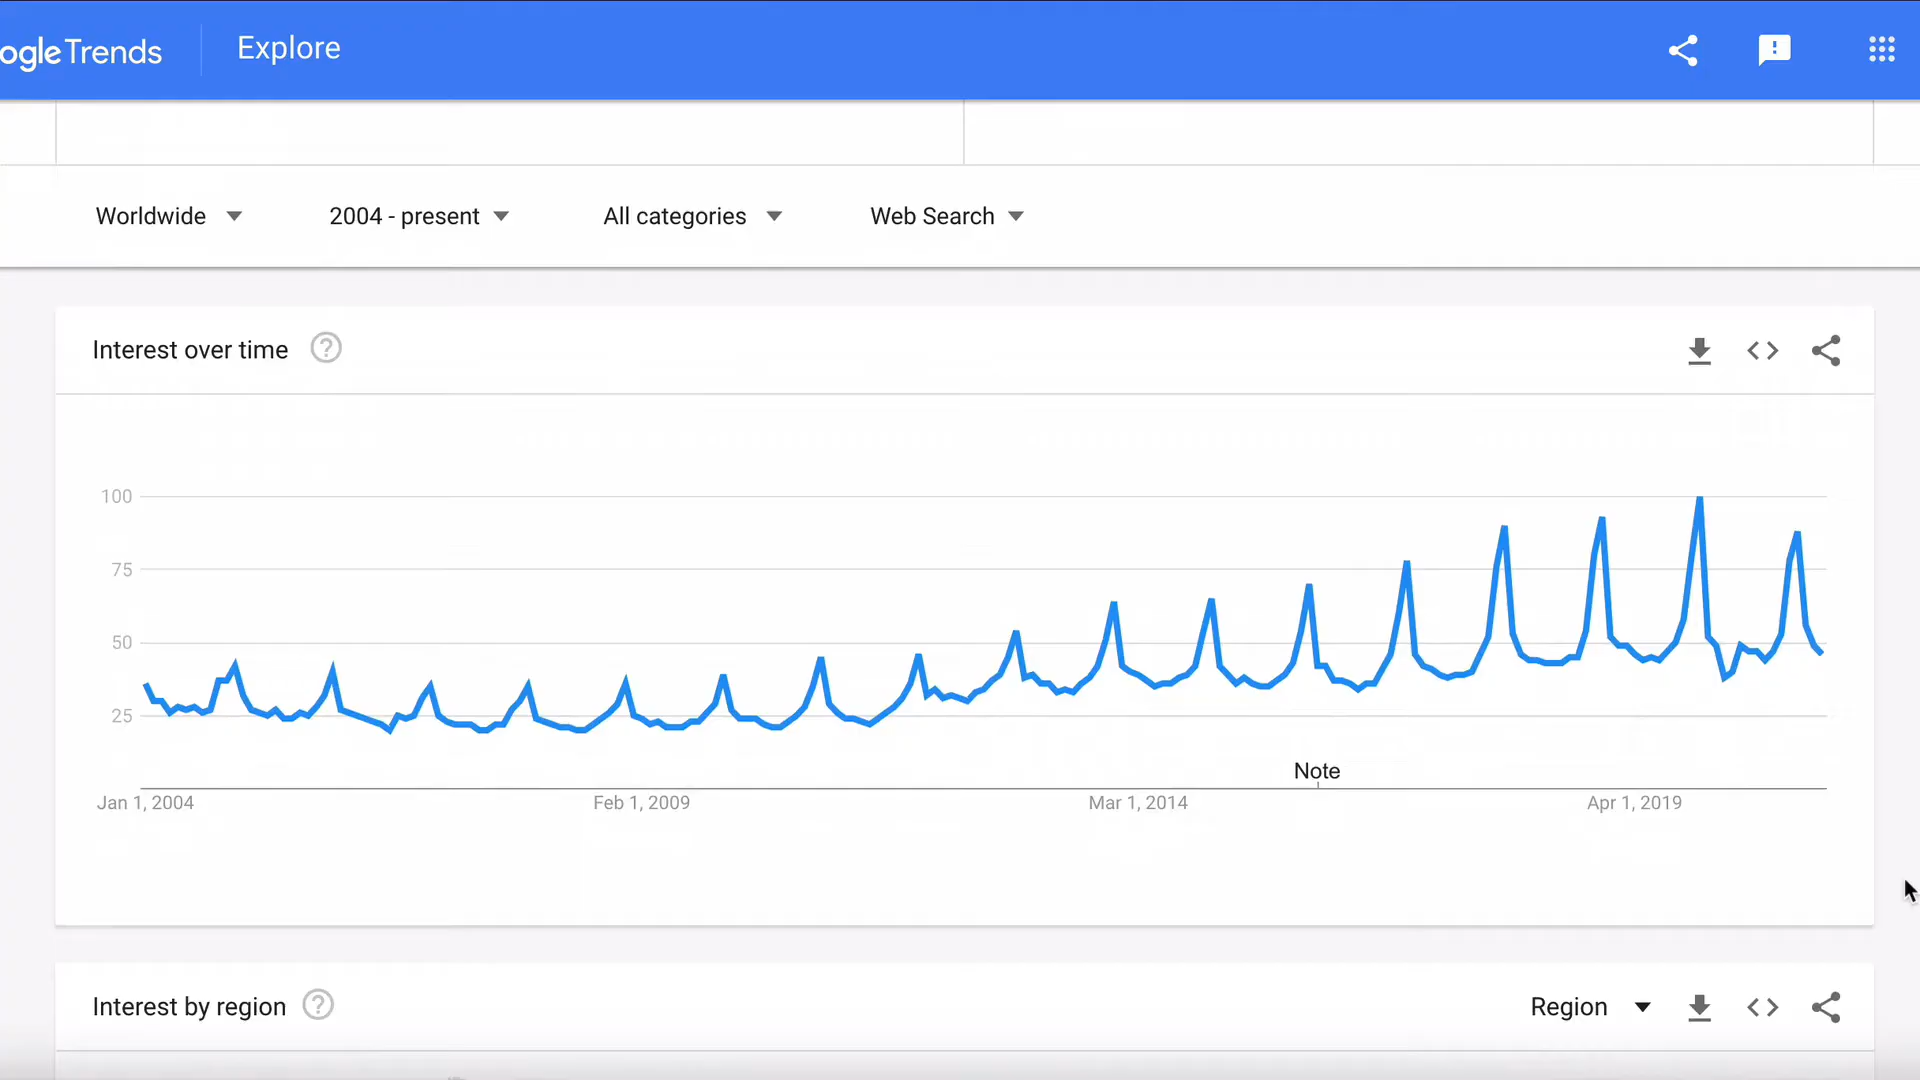 ogle Trends
Explore
Worldwide
2004 - present
All categories
Web Search
Interest over time
?
100
75
50
25
Note
Jan 1, 2004
Feb 1, 2009
Mar 1, 2014
Apr 1, 2019
Interest by region
?
Region